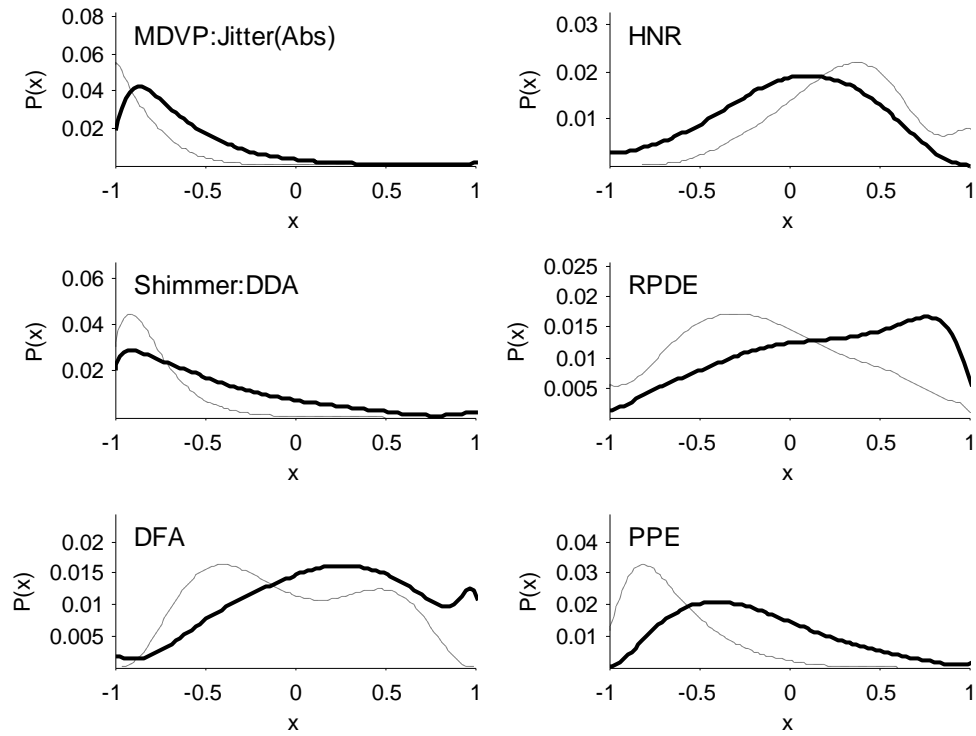 MDVP:Jitter(Abs)
0.08
0.06
0.04
0.02
P(x)
-1 -0.5 0 0.5 1
x
HNR
0.03
0.02
0.01
P(x)
-1 -0.5 0 0.5 1
x
Shimmer:DDA
0.06
0.04
0.02
P(x)
-1 -0.5 0 0.5 1
x
RPDE
0.025
0.02
0.015
0.01
0.005
P(x)
-1 -0.5 0 0.5 1
x
DFA
0.02
0.015
0.01
0.005
P(x)
-1 -0.5 0 0.5 1
x
PPE
0.04
0.03
0.02
0.01
P(x)
-1 -0.5 0 0.5 1
x